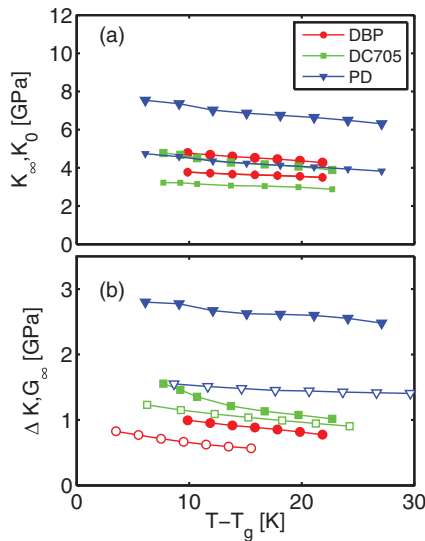 (a)
DBP
DC705
PD
K∞,K0 [GPa]
12
10
8
6
4
2
0
(b)
Δ K,G∞ [GPa]
3
2
1
0
0 10 20 30
T−Tg [K]